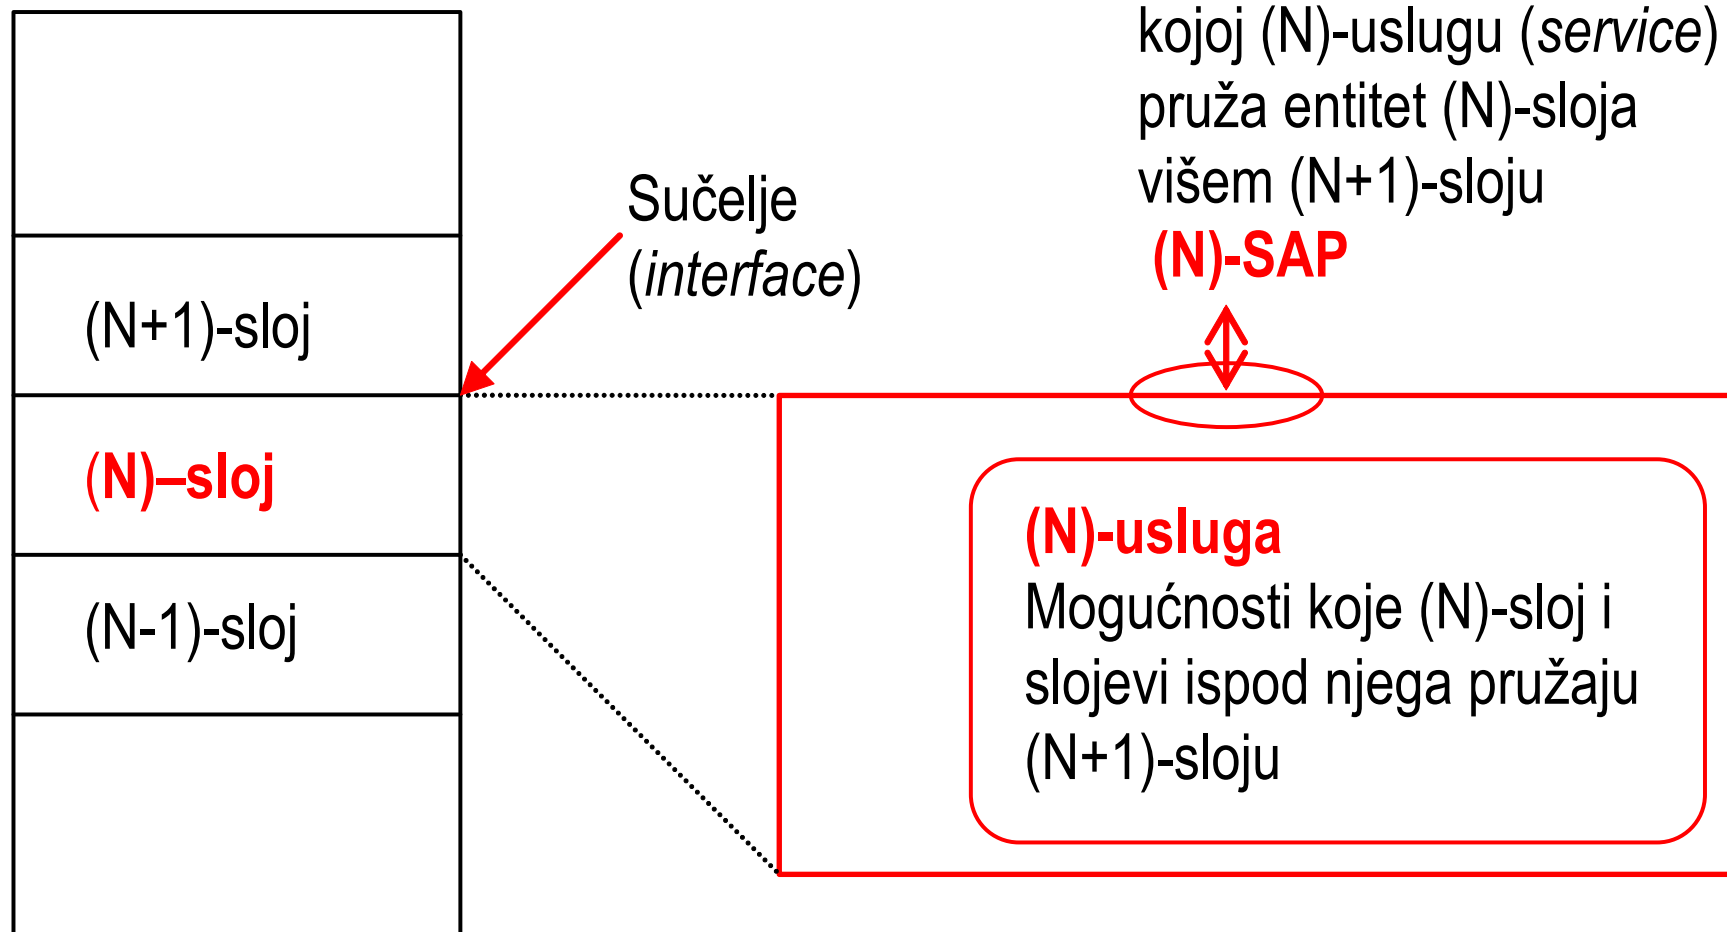 kojoj (N)-uslugu (service)
pruža entitet (N)-sloja
višem (N+1)-sloju
(N)-SAP
Sučelje
(interface)
(N+1)-sloj
(N)–sloj
(N-1)-sloj
(N)-usluga
Mogućnosti koje (N)-sloj i
slojevi ispod njega pružaju
(N+1)-sloju